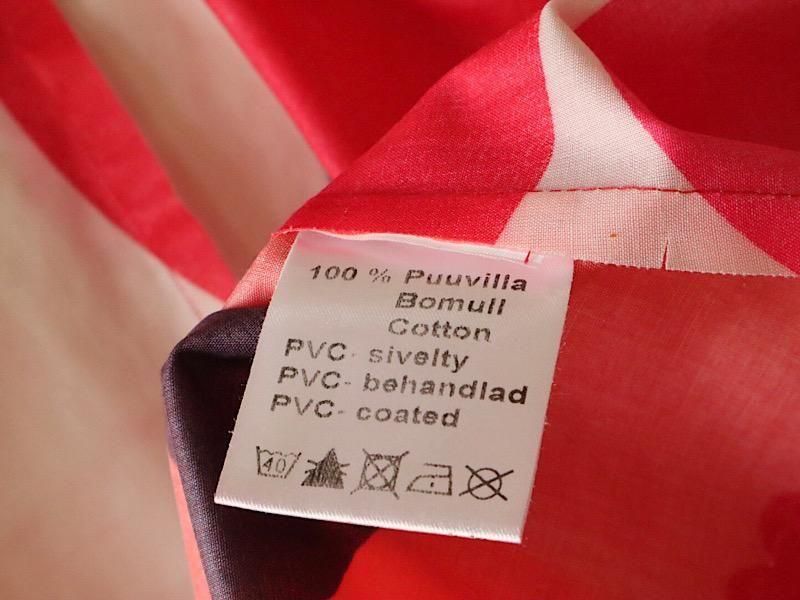 100 % Puuvilla
Bomull
Cotton
PVC- sivelty
PVC- behandlad
PVC- coated
40